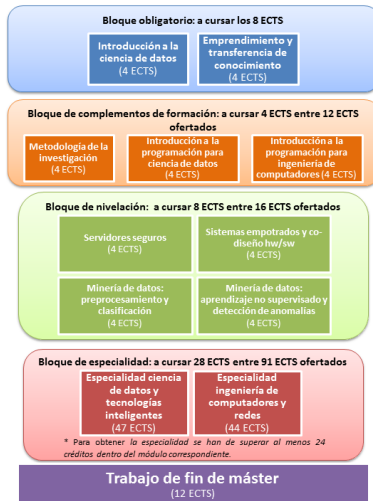 Bloque obligatorio: a cursar los 8 ECTS
Introducción a la
ciencia de datos
(4 ECTS)
Emprendimiento y
transferencia de
conocimiento
(4 ECTS)
Bloque de complementos de formación: a cursar 4 ECTS entre 12 ECTS
ofertados
Metodología de la
investigación
(4 ECTS)
Introducción a la
programación para
ciencia de datos
(4 ECTS)
Introducción a la
programación para
ingeniería de
computadores (4 ECTS)
Bloque de nivelación: a cursar 8 ECTS entre 16 ECTS ofertados
Servidores seguros
(4 ECTS)
Sistemas empotrados y co-
diseño hw/sw
(4 ECTS)
Minería de datos:
preprocesamiento y
clasificación
(4 ECTS)
Minería de datos:
aprendizaje no supervisado y
detección de anomalias
(4 ECTS)
Bloque de especialidad: a cursar 28 ECTS entre 91 ECTS ofertados
Especialidad ciencia
de datos y
tecnologías
inteligentes
(47 ECTS)
Especialidad
ingeniería de
computadores y
redes
(44 ECTS)
* Para obtener la especialidad se han de superar al menos 24
créditos dentro del módulo correspondiente.
Trabajo de fin de máster
(12 ECTS)